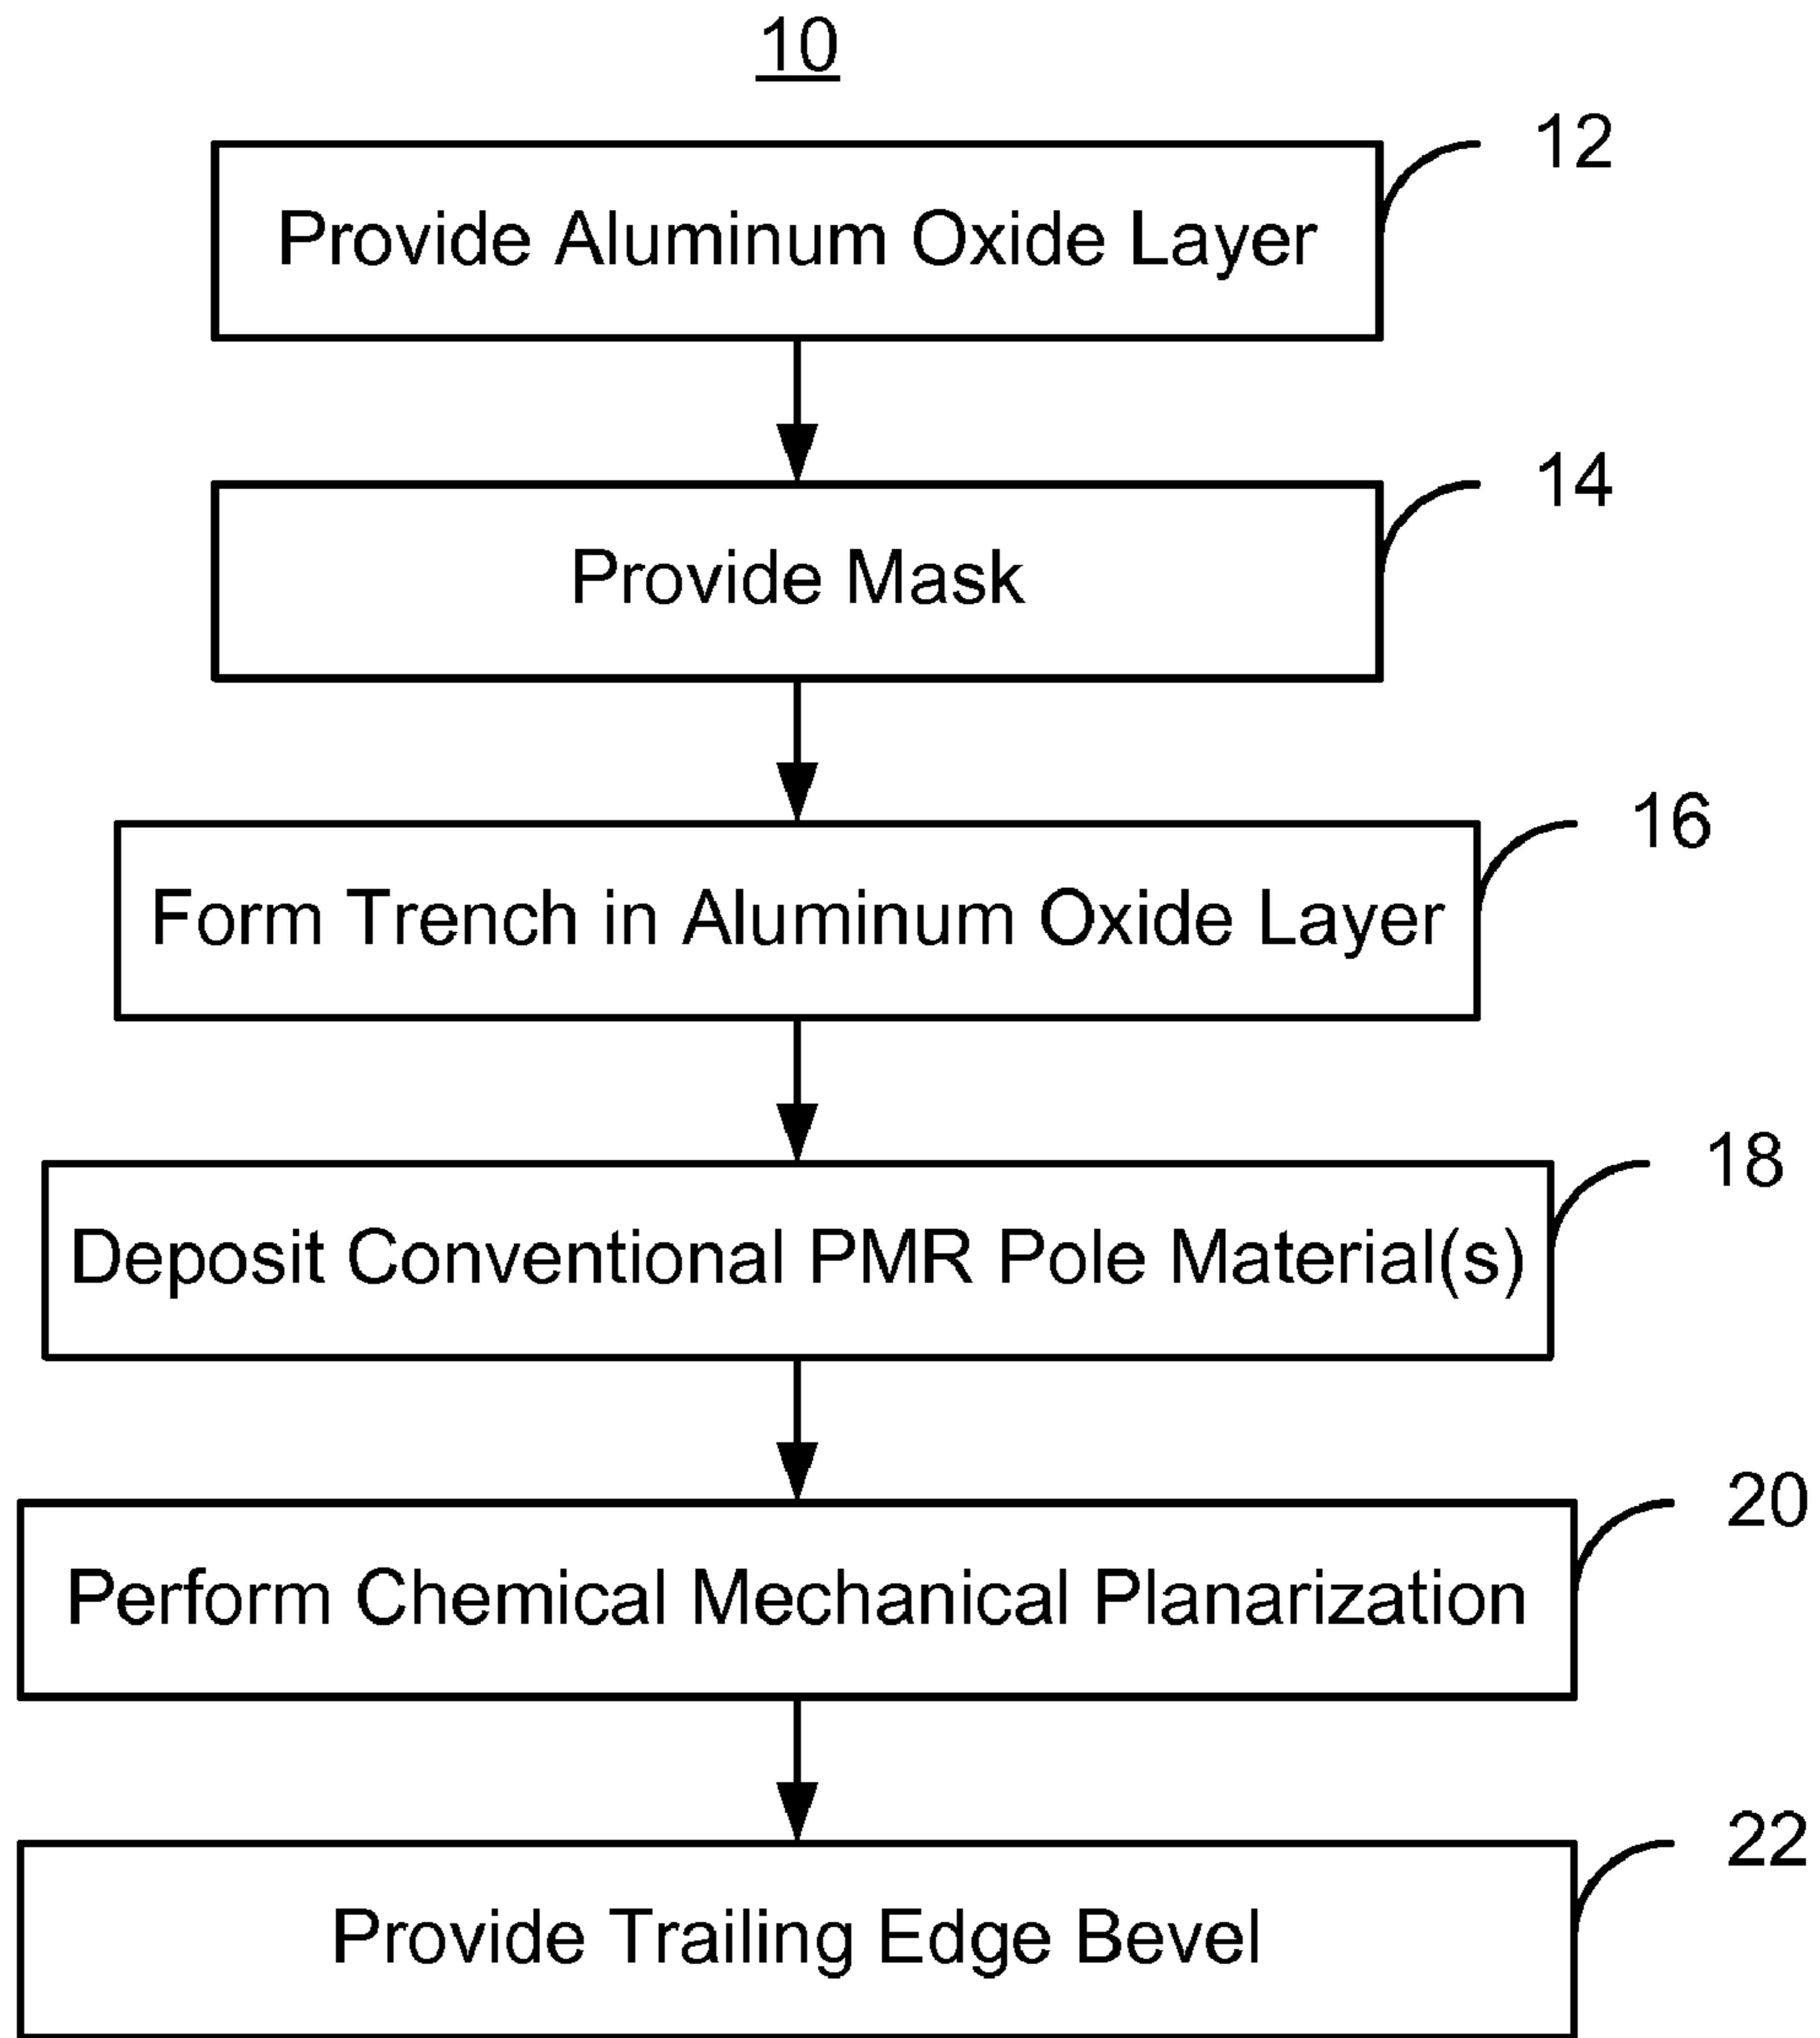 10
12
Provide Aluminum Oxide Layer
14
Provide Mask
16
Form Trench in Aluminum Oxide Layer
18
Deposit Conventional PMR Pole Material(s)
20
Perform Chemical Mechanical Planarization
22
Provide Trailing Edge Bevel